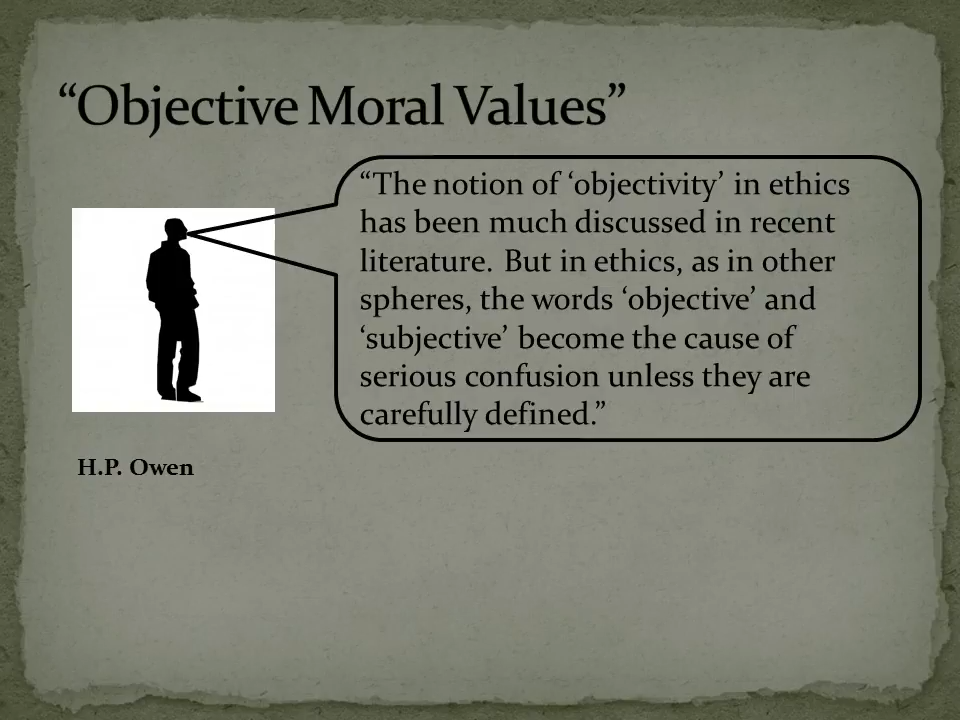 “Objective Moral Values”
“The notion of ‘objectivity’ in ethics
has been much discussed in recent
literature. But in ethics, as in other
spheres, the words ‘objective’ and
‘subjective’ become the cause of
serious confusion unless they are
carefully defined.”
H.P. Owen